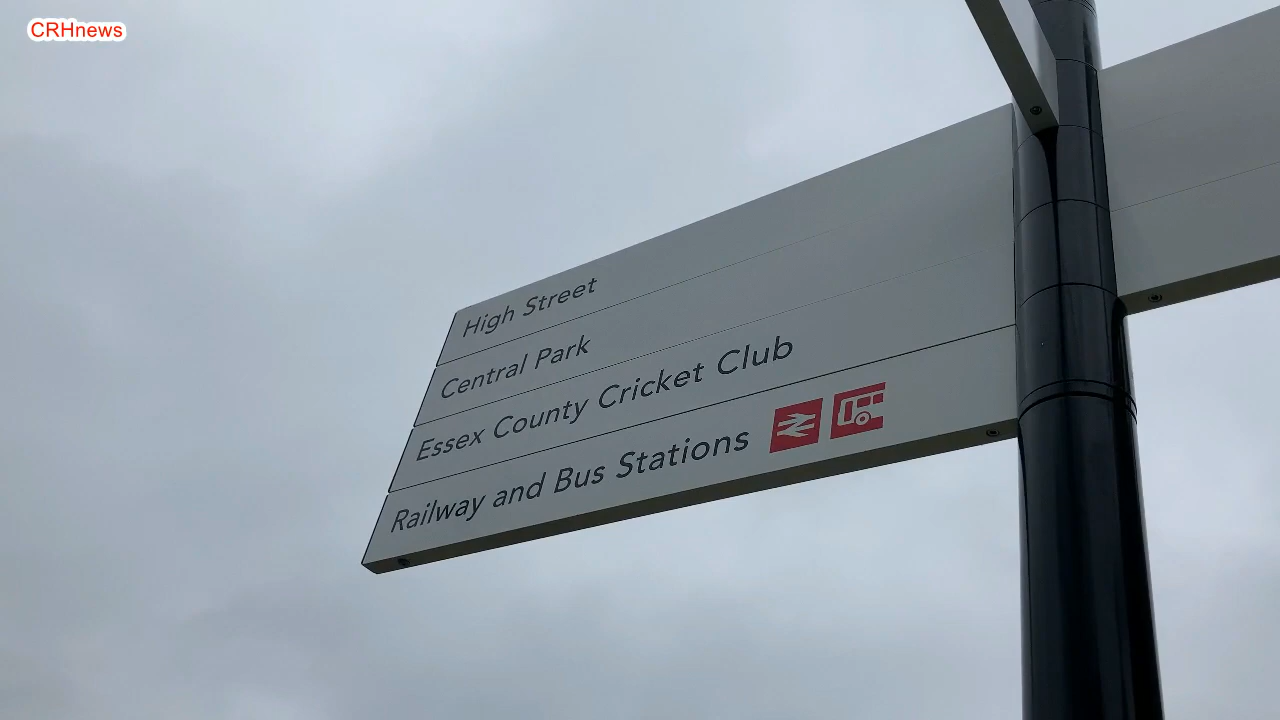 CRHnews
High Street
Central Park
Essex County Cricket Club
Railway and Bus Stations